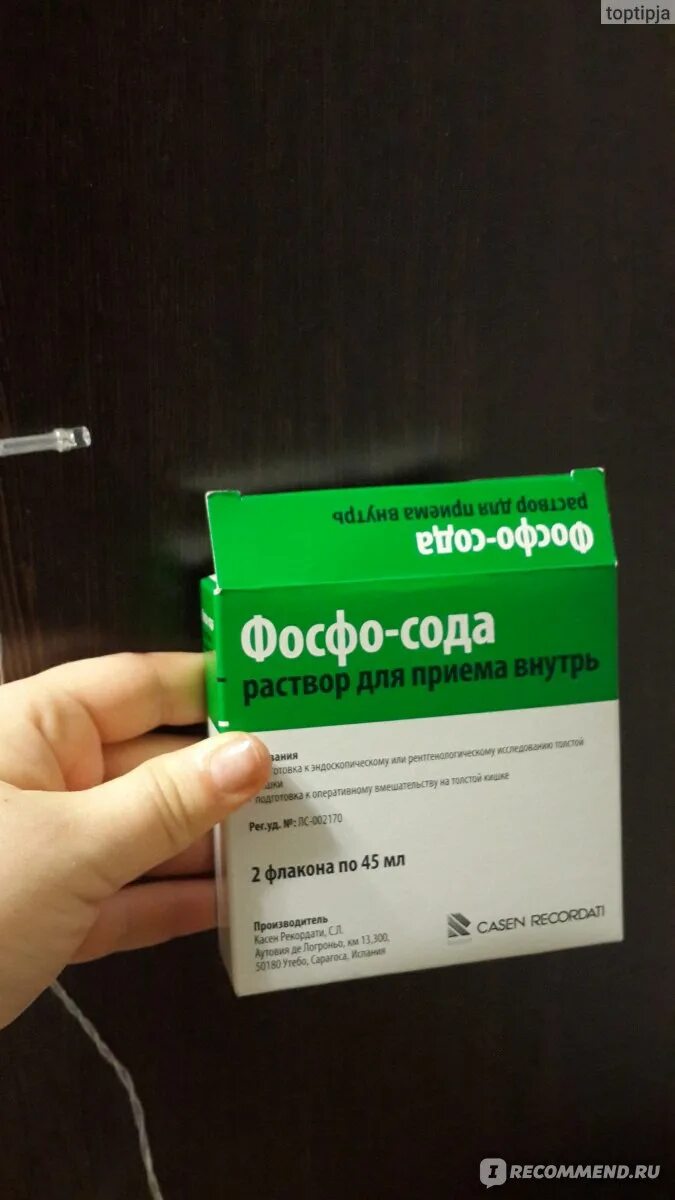 toptipja
раствор для приема внутрь
Фосфо-сода
Фосфо-сода
раствор для приема внутрь
к эндоскопическому или рентгенологическому исследованию толстой
подготовка к оперативному вмешательству на толстой кишке
Рег.уд. №: ЛС-002170
2 флакона по 45 мл
Производитель
Касен Рекордати, С.Л.
Аутовия де Логроньо, км 13,300,
50180 Утебо, Сарагоса, Испания
CASEN RECORDATI
IRECOMMEND.RU